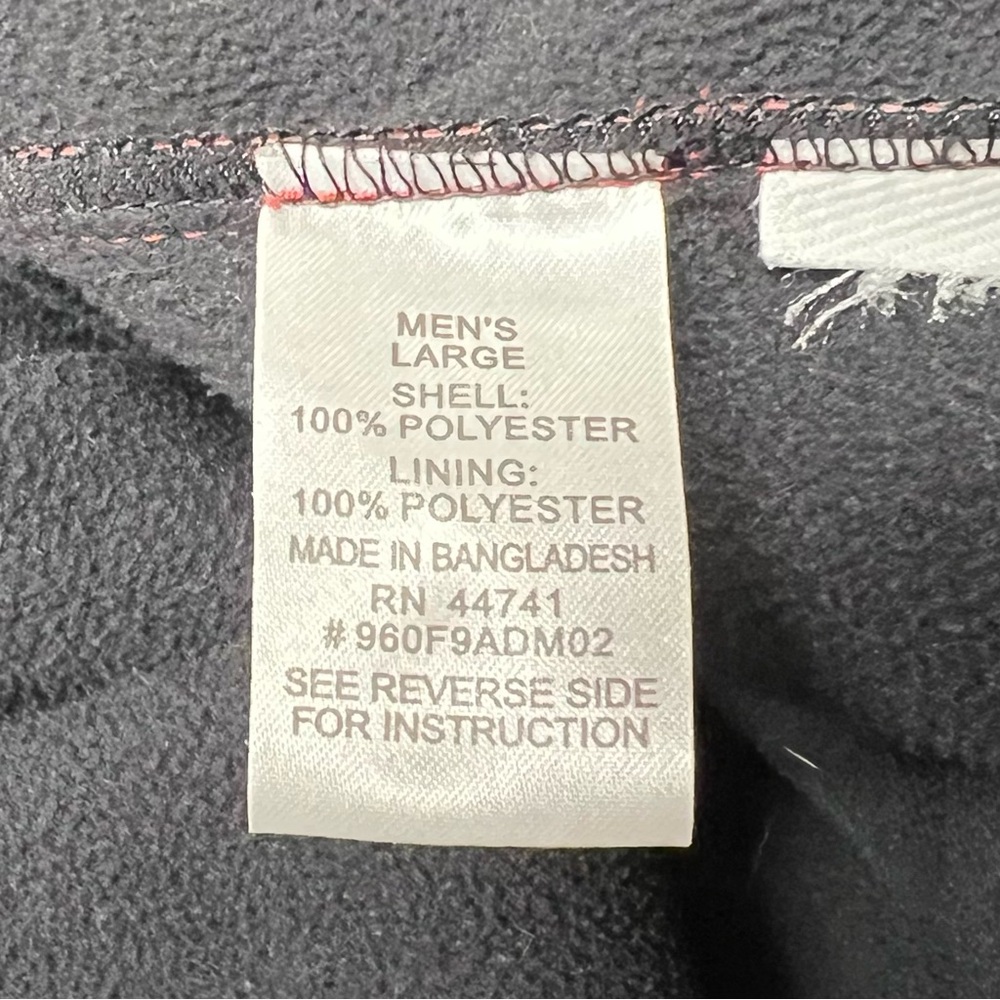 MEN'S
LARGE
SHELL:
100% POLYESTER
LINING:
100% POLYESTER
MADE IN BANGLADESH
RN 44741
#960F9ADM02
SEE REVERSE SIDE
FOR INSTRUCTION